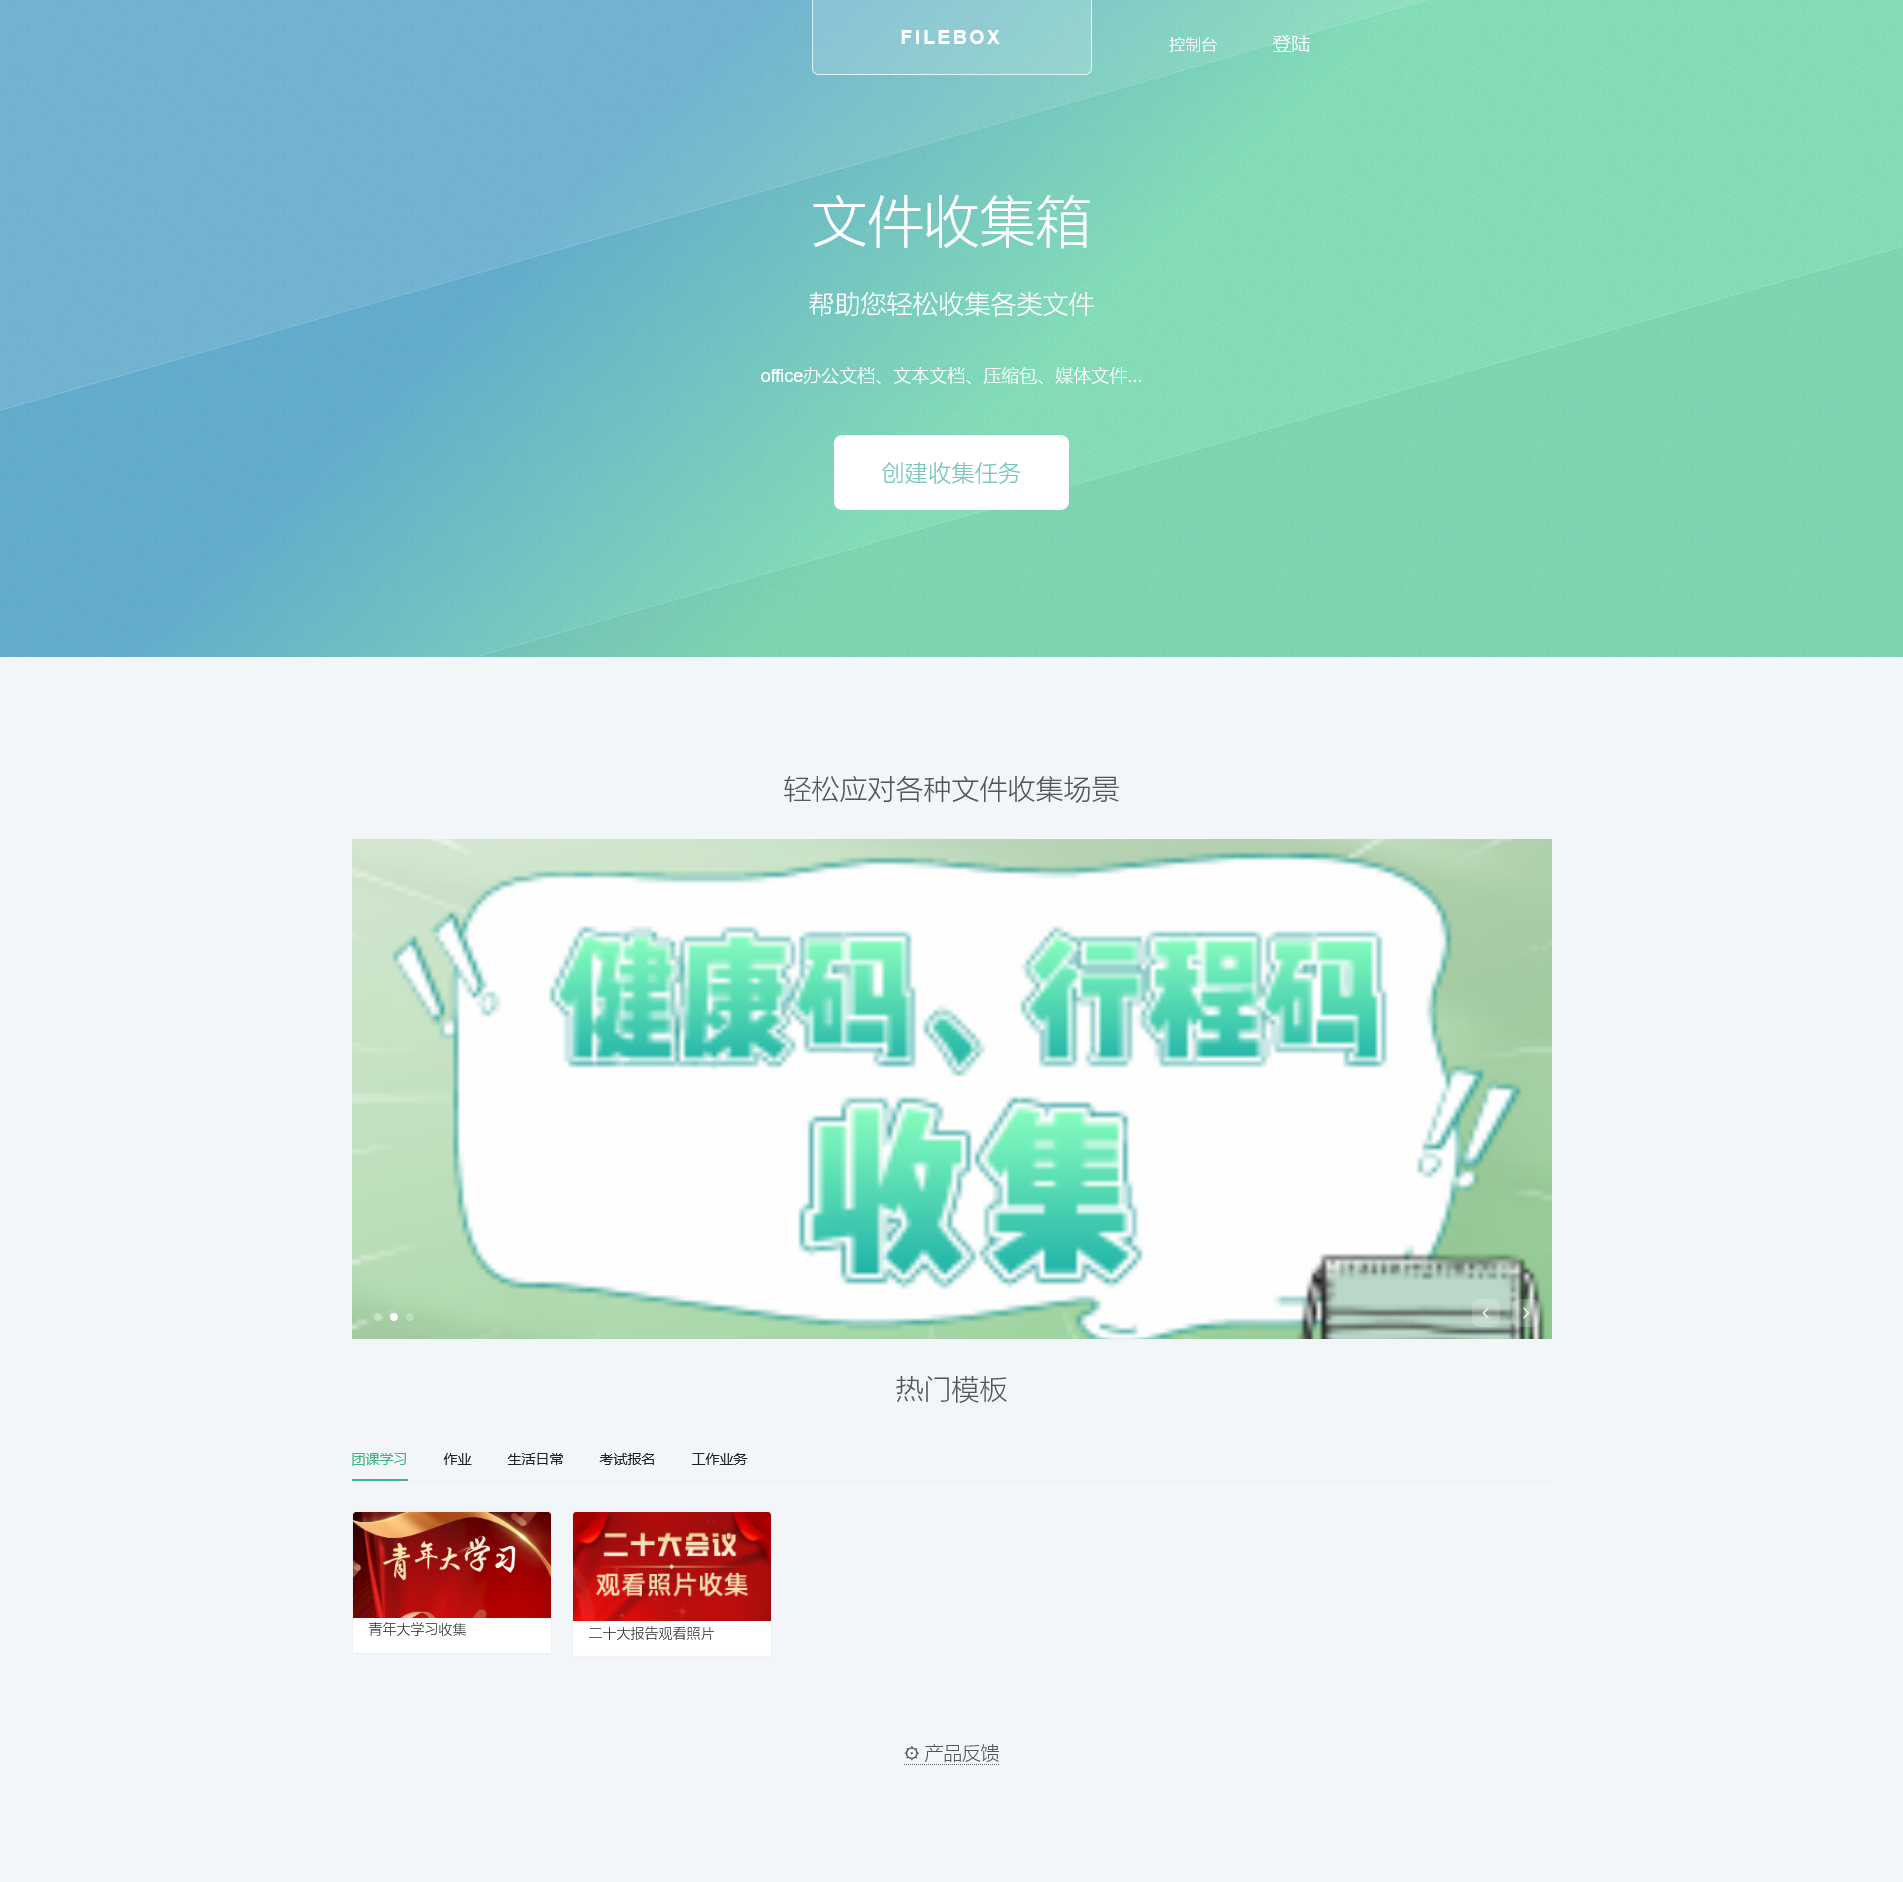 FILEBOX
控制台
登陆
文件收集箱
帮助您轻松收集各类文件
office办公文档、文本文档、压缩包、媒体文件...
创建收集任务
轻松应对各种文件收集场景
健康码、行程码
收集
热门模板
团课学习
作业
生活日常
考试报名
工作业务
青年大学习
二十大会议
观看照片收集
青年大学习收集
二十大报告观看照片
产品反馈